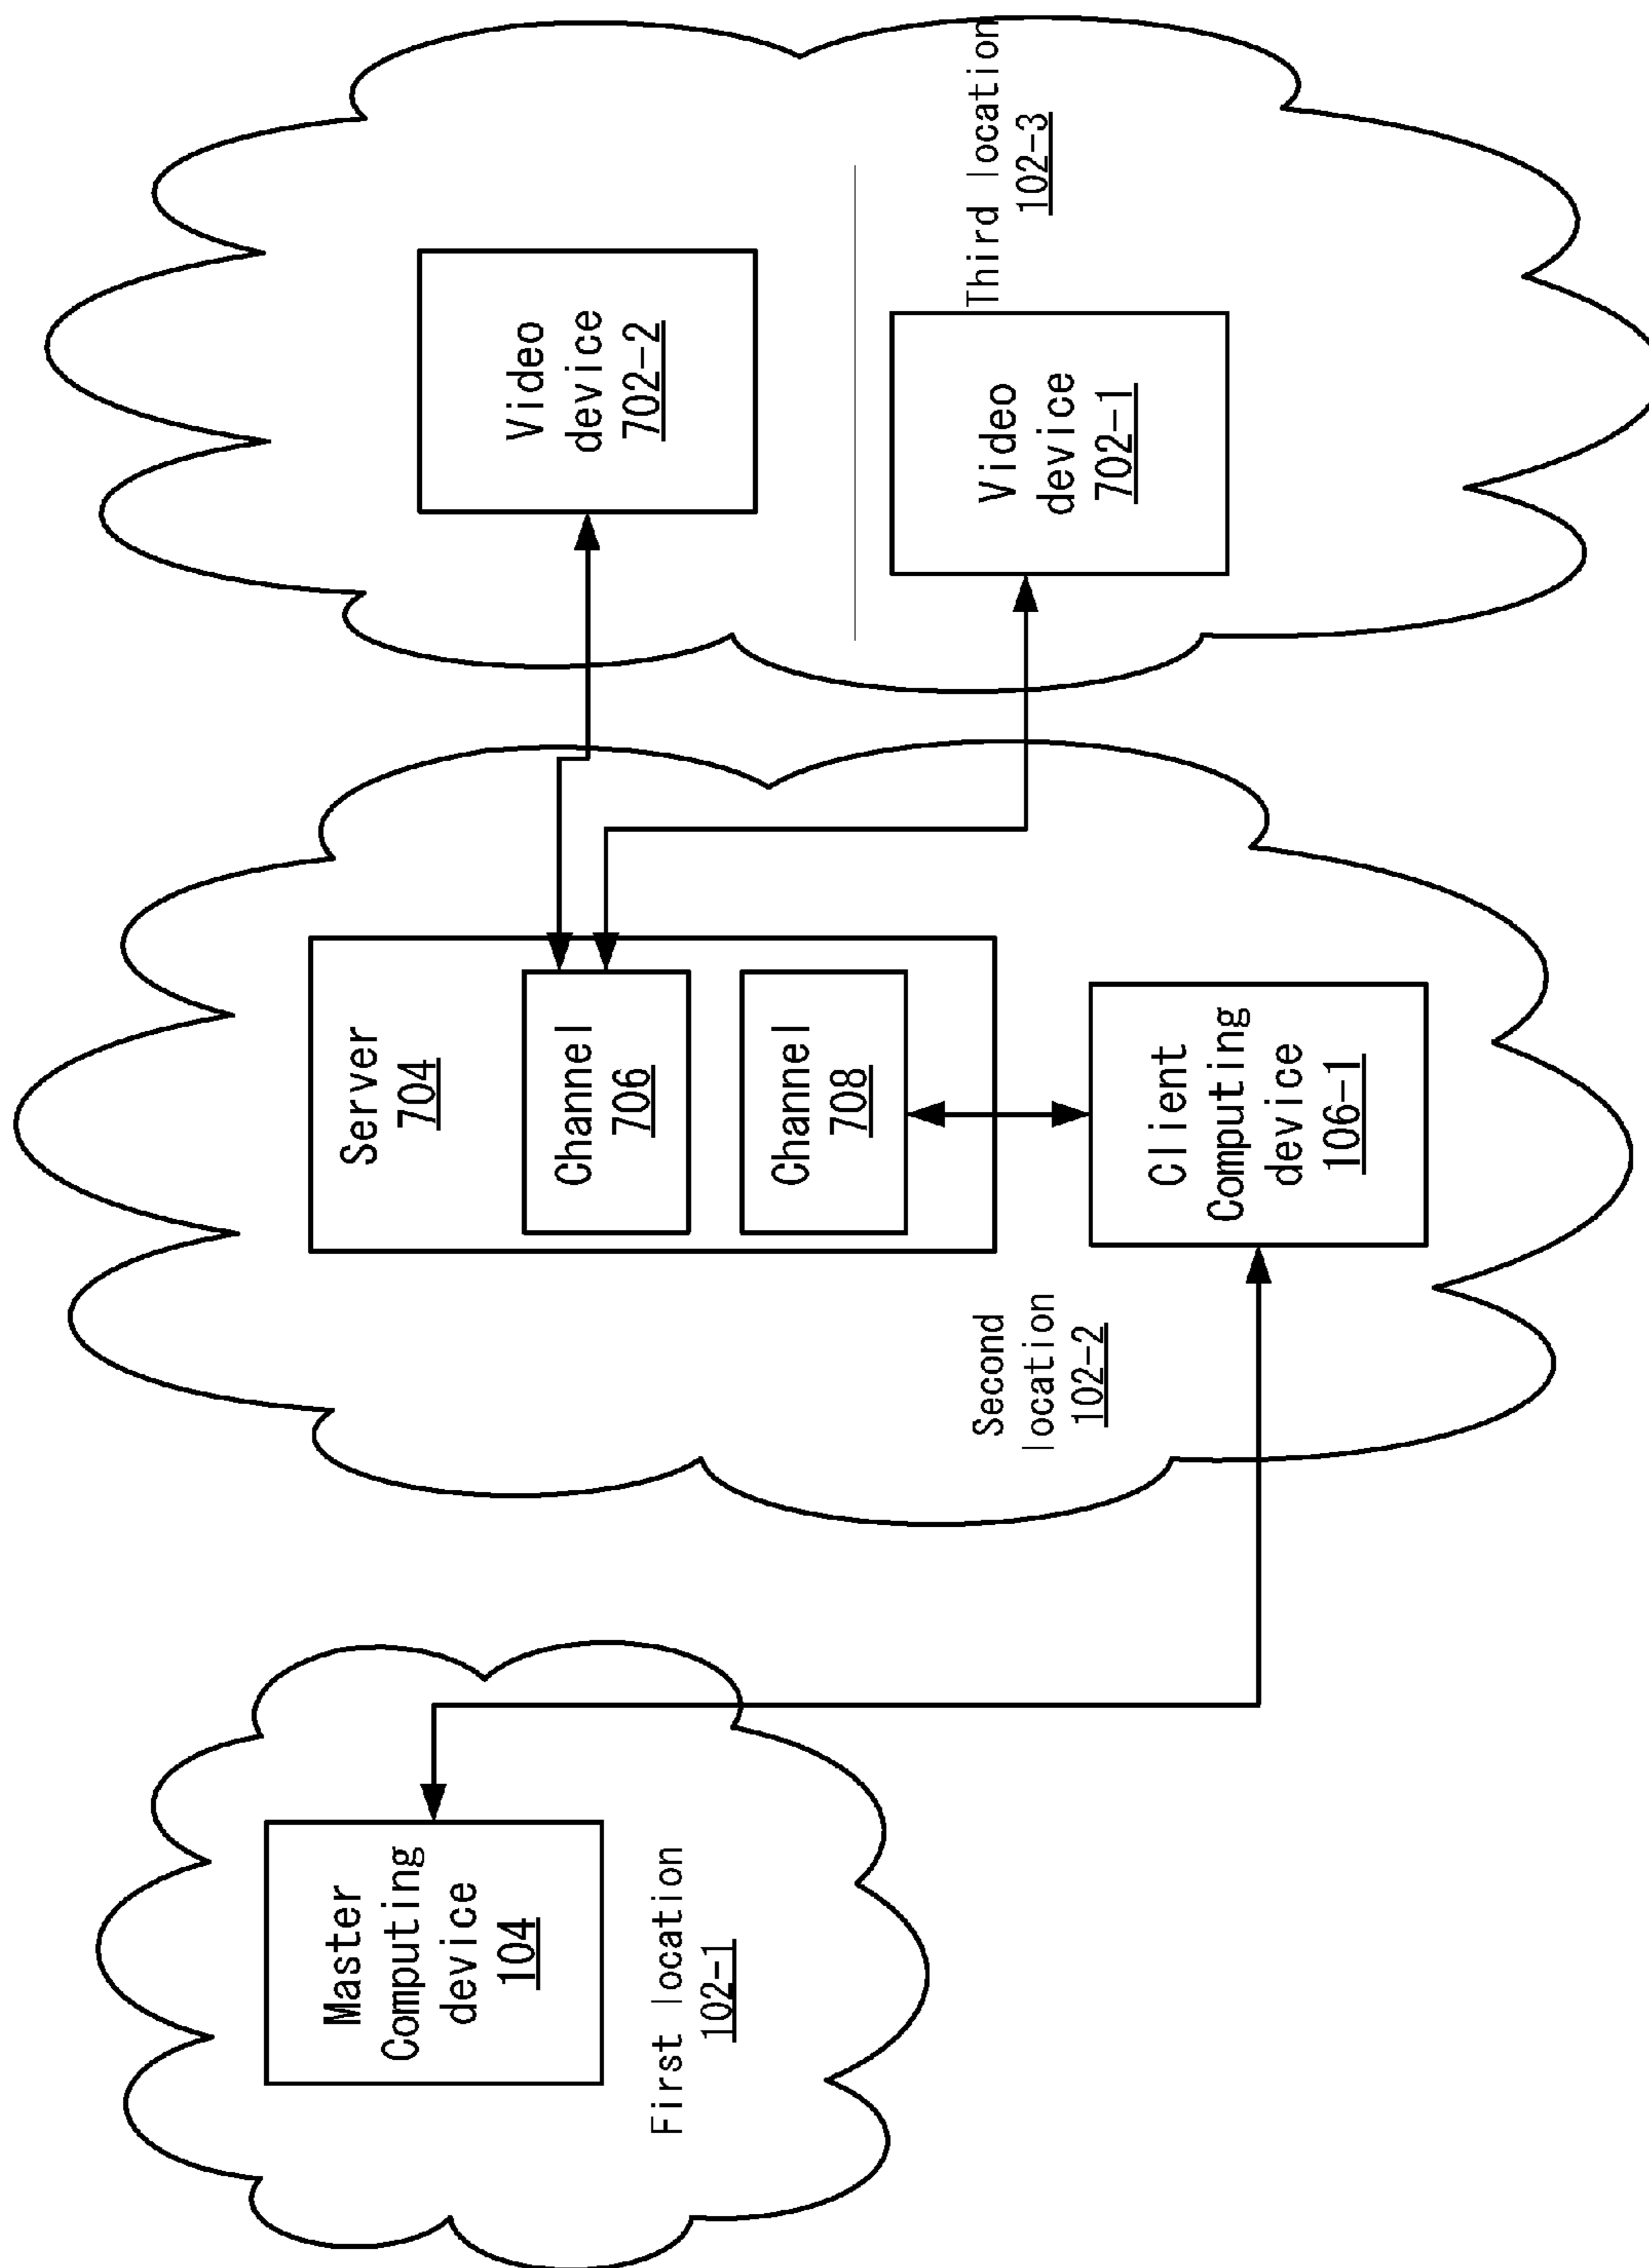 Master
Computing
device
104
First location
102-1
Server
704
Channel
706
Channel
708
Second
location
102-2
Client
Computing
device
106-1
Video
device
702-2
Third location
102-3
Video
device
702-1